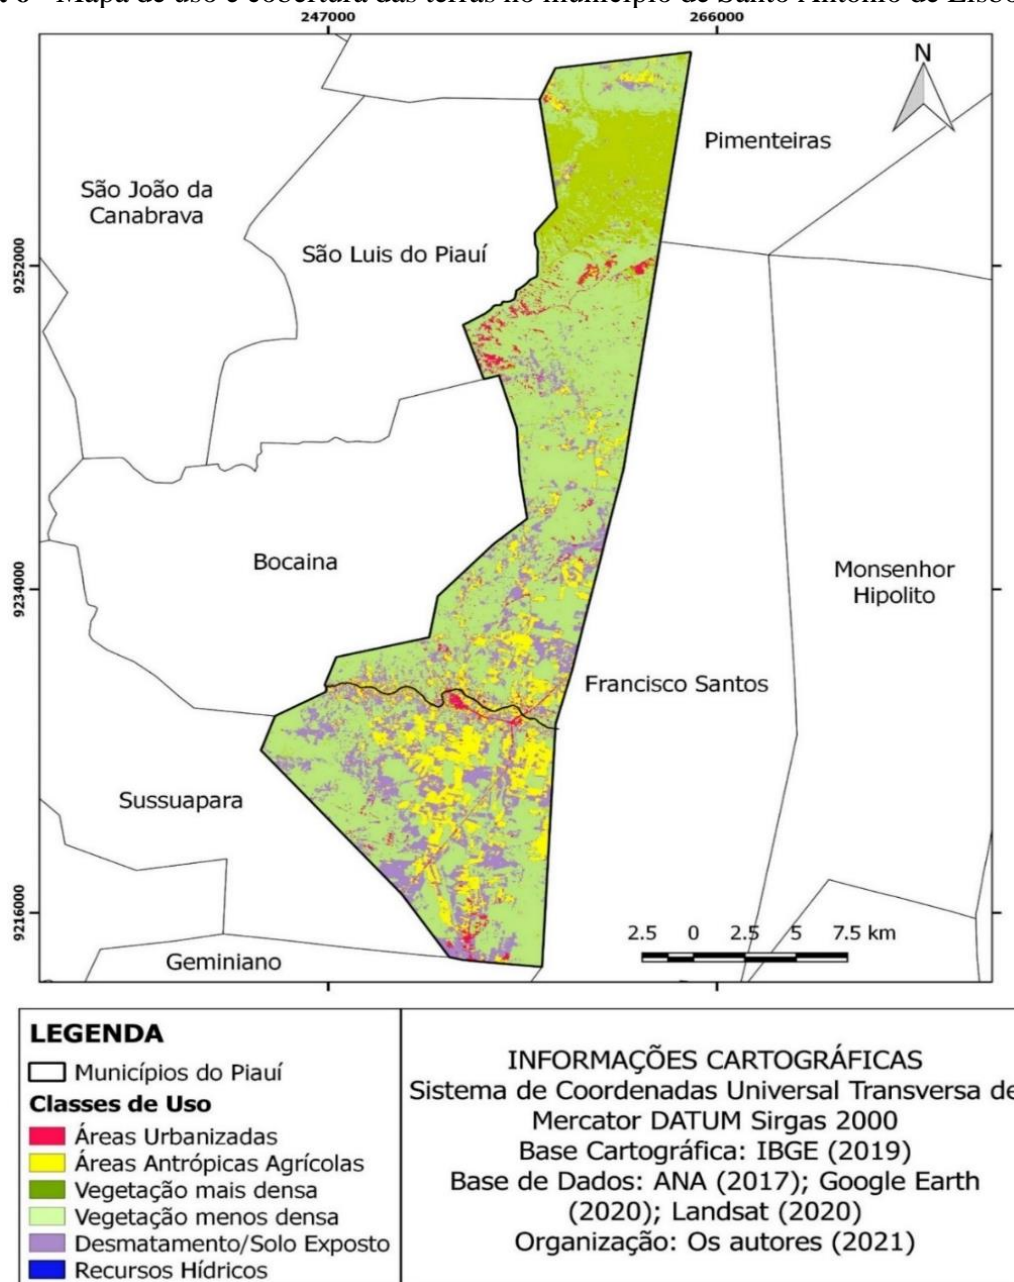 Mapa de uso e cobertura das terras no município de Santo Antônio de Lisbo
247000 266000
N
Pimenteiras
São João da
Canabrava
São Luis do Piauí
9252000
Bocaina
Monsenhor
Hipolito
9234000
Francisco Santos
Sussuapara
9216000
2.5 0 2.5 5 7.5 km
Geminiano
LEGENDA
Municípios do Piauí
Classes de Uso
Áreas Urbanizadas
Áreas Antrópicas Agrícolas
Vegetação mais densa
Vegetação menos densa
Desmatamento/Solo Exposto
Recursos Hídricos
INFORMAÇÕES CARTOGRÁFICAS
Sistema de Coordenadas Universal Transversa de
Mercator DATUM Sirgas 2000
Base Cartográfica: IBGE (2019)
Base de Dados: ANA (2017); Google Earth
(2020); Landsat (2020)
Organização: Os autores (2021)